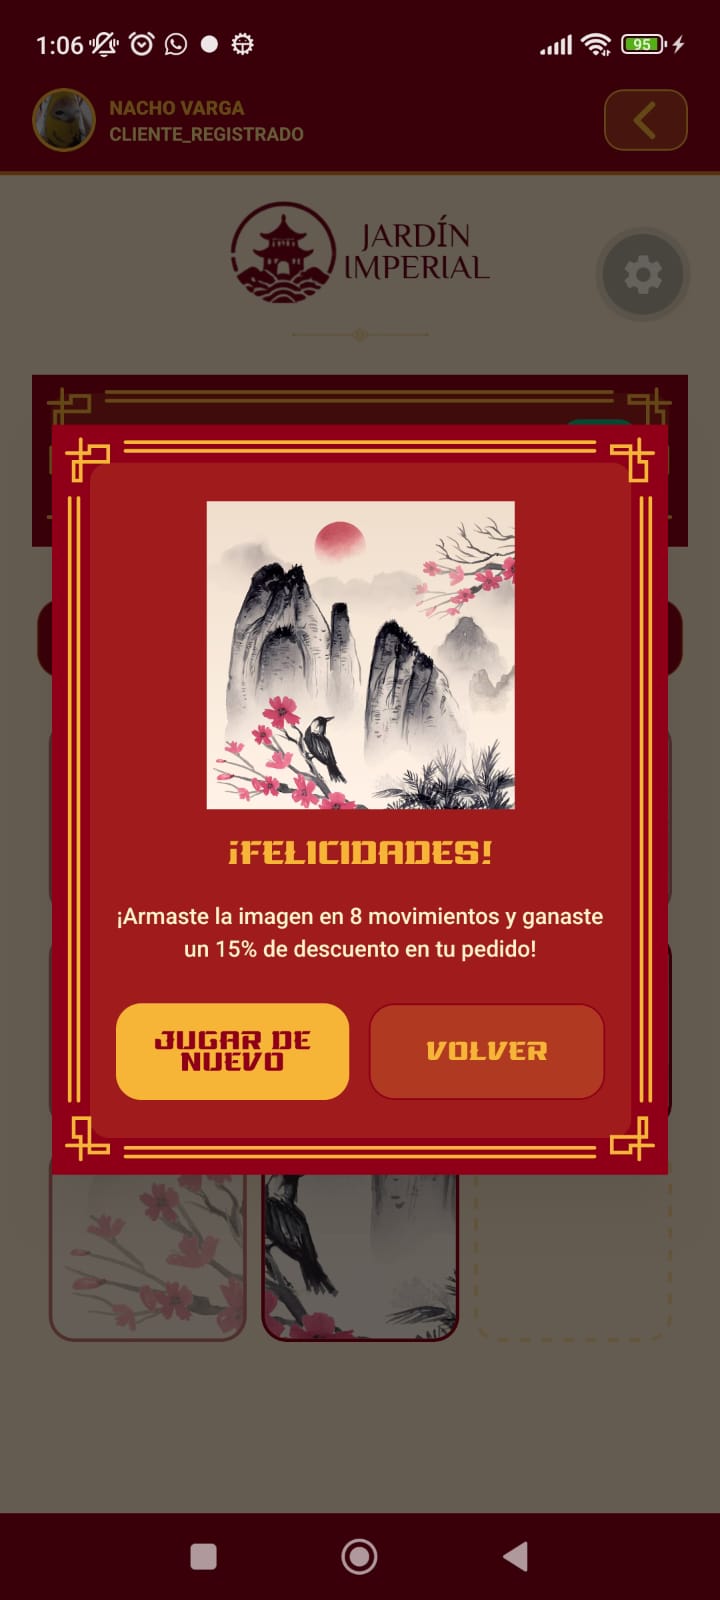 1:06
95
NACHO VARGA
CLIENTE_REGISTRADO
JARDÍN
IMPERIAL
¡FELICIDADES!
¡Armaste la imagen en 8 movimientos y ganaste
un 15% de descuento en tu pedido!
JUGAR DE
NUEVO
VOLVER